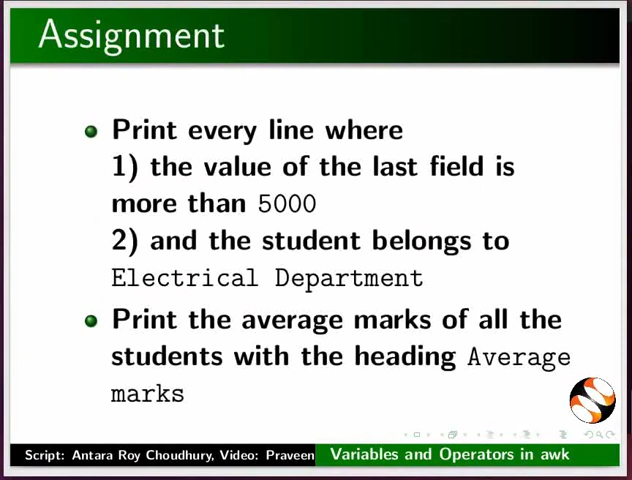 Assignment
Print every line where
1) the value of the last field is
more than 5000
2) and the student belongs to
Electrical Department
Print the average marks of all the
students with the heading Average
marks
Script: Antara Roy Choudhury, Video: Praveen
Variables and Operators in awk